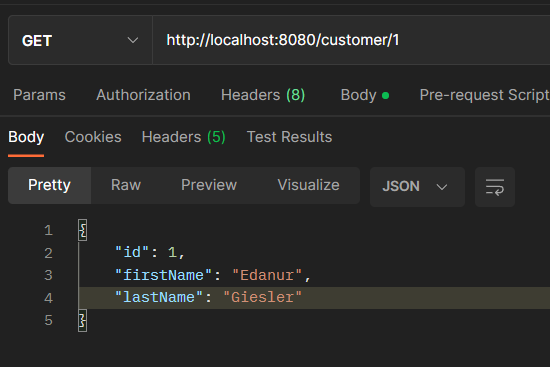 GET http://localhost:8080/customer/1
Params Authorization Headers (8) Body Pre-request Script
Body Cookies Headers (5) Test Results
Pretty Raw Preview Visualize JSON
1 {
2 "id": 1,
3 "firstName": "Edanur",
4 "lastName": "Giesler"
5 }